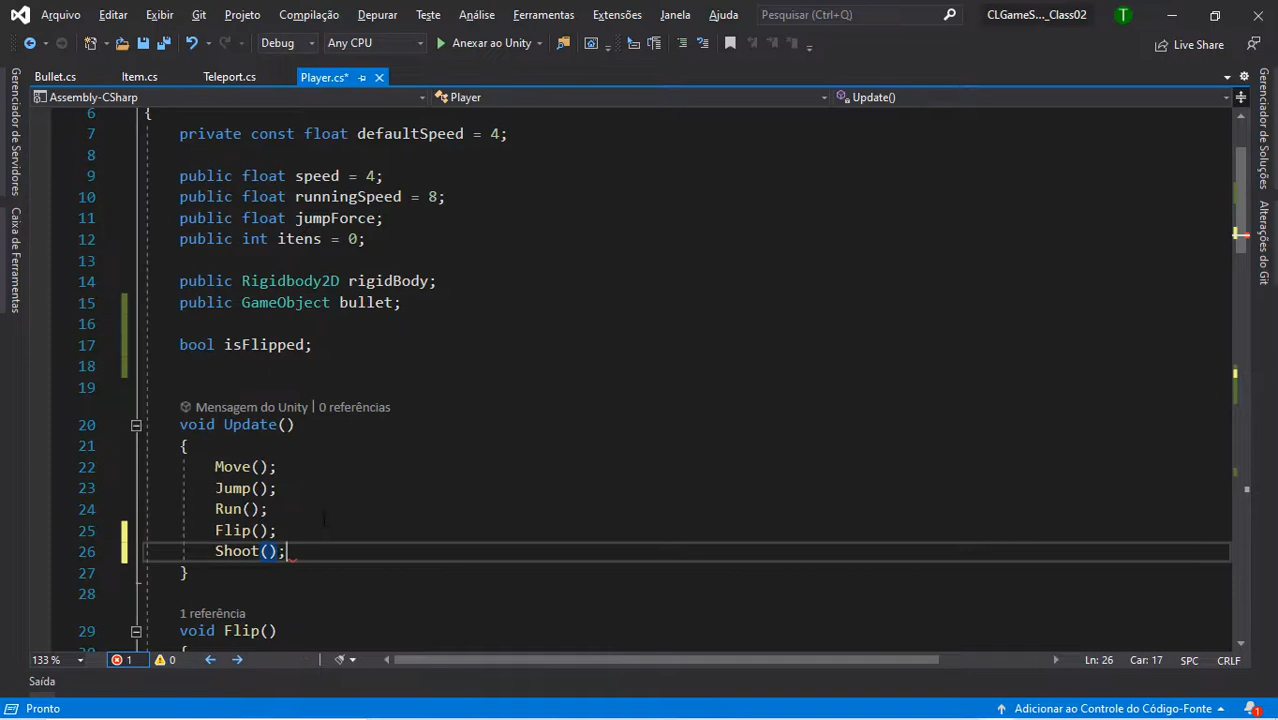 Arquivo Editar Exibir Git Projeto Compilação Depurar Teste Análise Ferramentas Extensões Janela Ajuda Pesquisar (Ctrl+Q) CLGameS..._Class02 T
Debug Any CPU Anexar ao Unity Live Share
Bullet.cs Item.cs Teleport.cs Player.cs*
Assembly-CSharp Player Update()
Gerenciador de Servidores
Caixa de Ferramentas
Gerenciador de Soluções
Alterações do Git
6 {
7 private const float defaultSpeed = 4;
8
9 public float speed = 4;
10 public float runningSpeed = 8;
11 public float jumpForce;
12 public int itens = 0;
13
14 public Rigidbody2D rigidBody;
15 public GameObject bullet;
16
17 bool isFlipped;
18
19
Mensagem do Unity | 0 referências
20 void Update()
21 {
22 Move();
23 Jump();
24 Run();
25 Flip();
26 Shoot();
27 }
28
1 referência
29 void Flip()
{
133 % 1 0 Ln: 26 Car: 17 SPC CRLF
Saída
Pronto Adicionar ao Controle do Código-Fonte 1